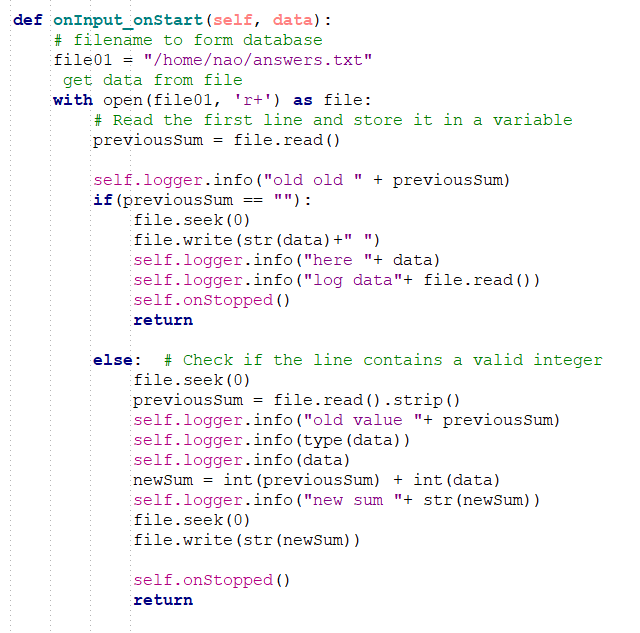 def onInput_onStart(self, data):
    # filename to form database
    file01 = "/home/nao/answers.txt"
     get data from file
    with open(file01, 'r+') as file:
        # Read the first line and store it in a variable
        previousSum = file.read()

        self.logger.info("old old " + previousSum)
        if(previousSum == ""):
            file.seek(0)
            file.write(str(data)+" ")
            self.logger.info("here "+ data)
            self.logger.info("log data"+ file.read())
            self.onStopped()
            return

        else:  # Check if the line contains a valid integer
            file.seek(0)
            previousSum = file.read().strip()
            self.logger.info("old value "+ previousSum)
            self.logger.info(type(data))
            self.logger.info(data)
            newSum = int(previousSum) + int(data)
            self.logger.info("new sum "+ str(newSum))
            file.seek(0)
            file.write(str(newSum))

            self.onStopped()
            return